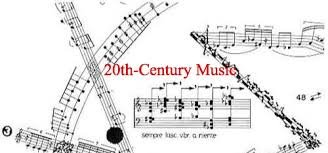 20th-Century Music
48
sempre lasc. vibr. a niente